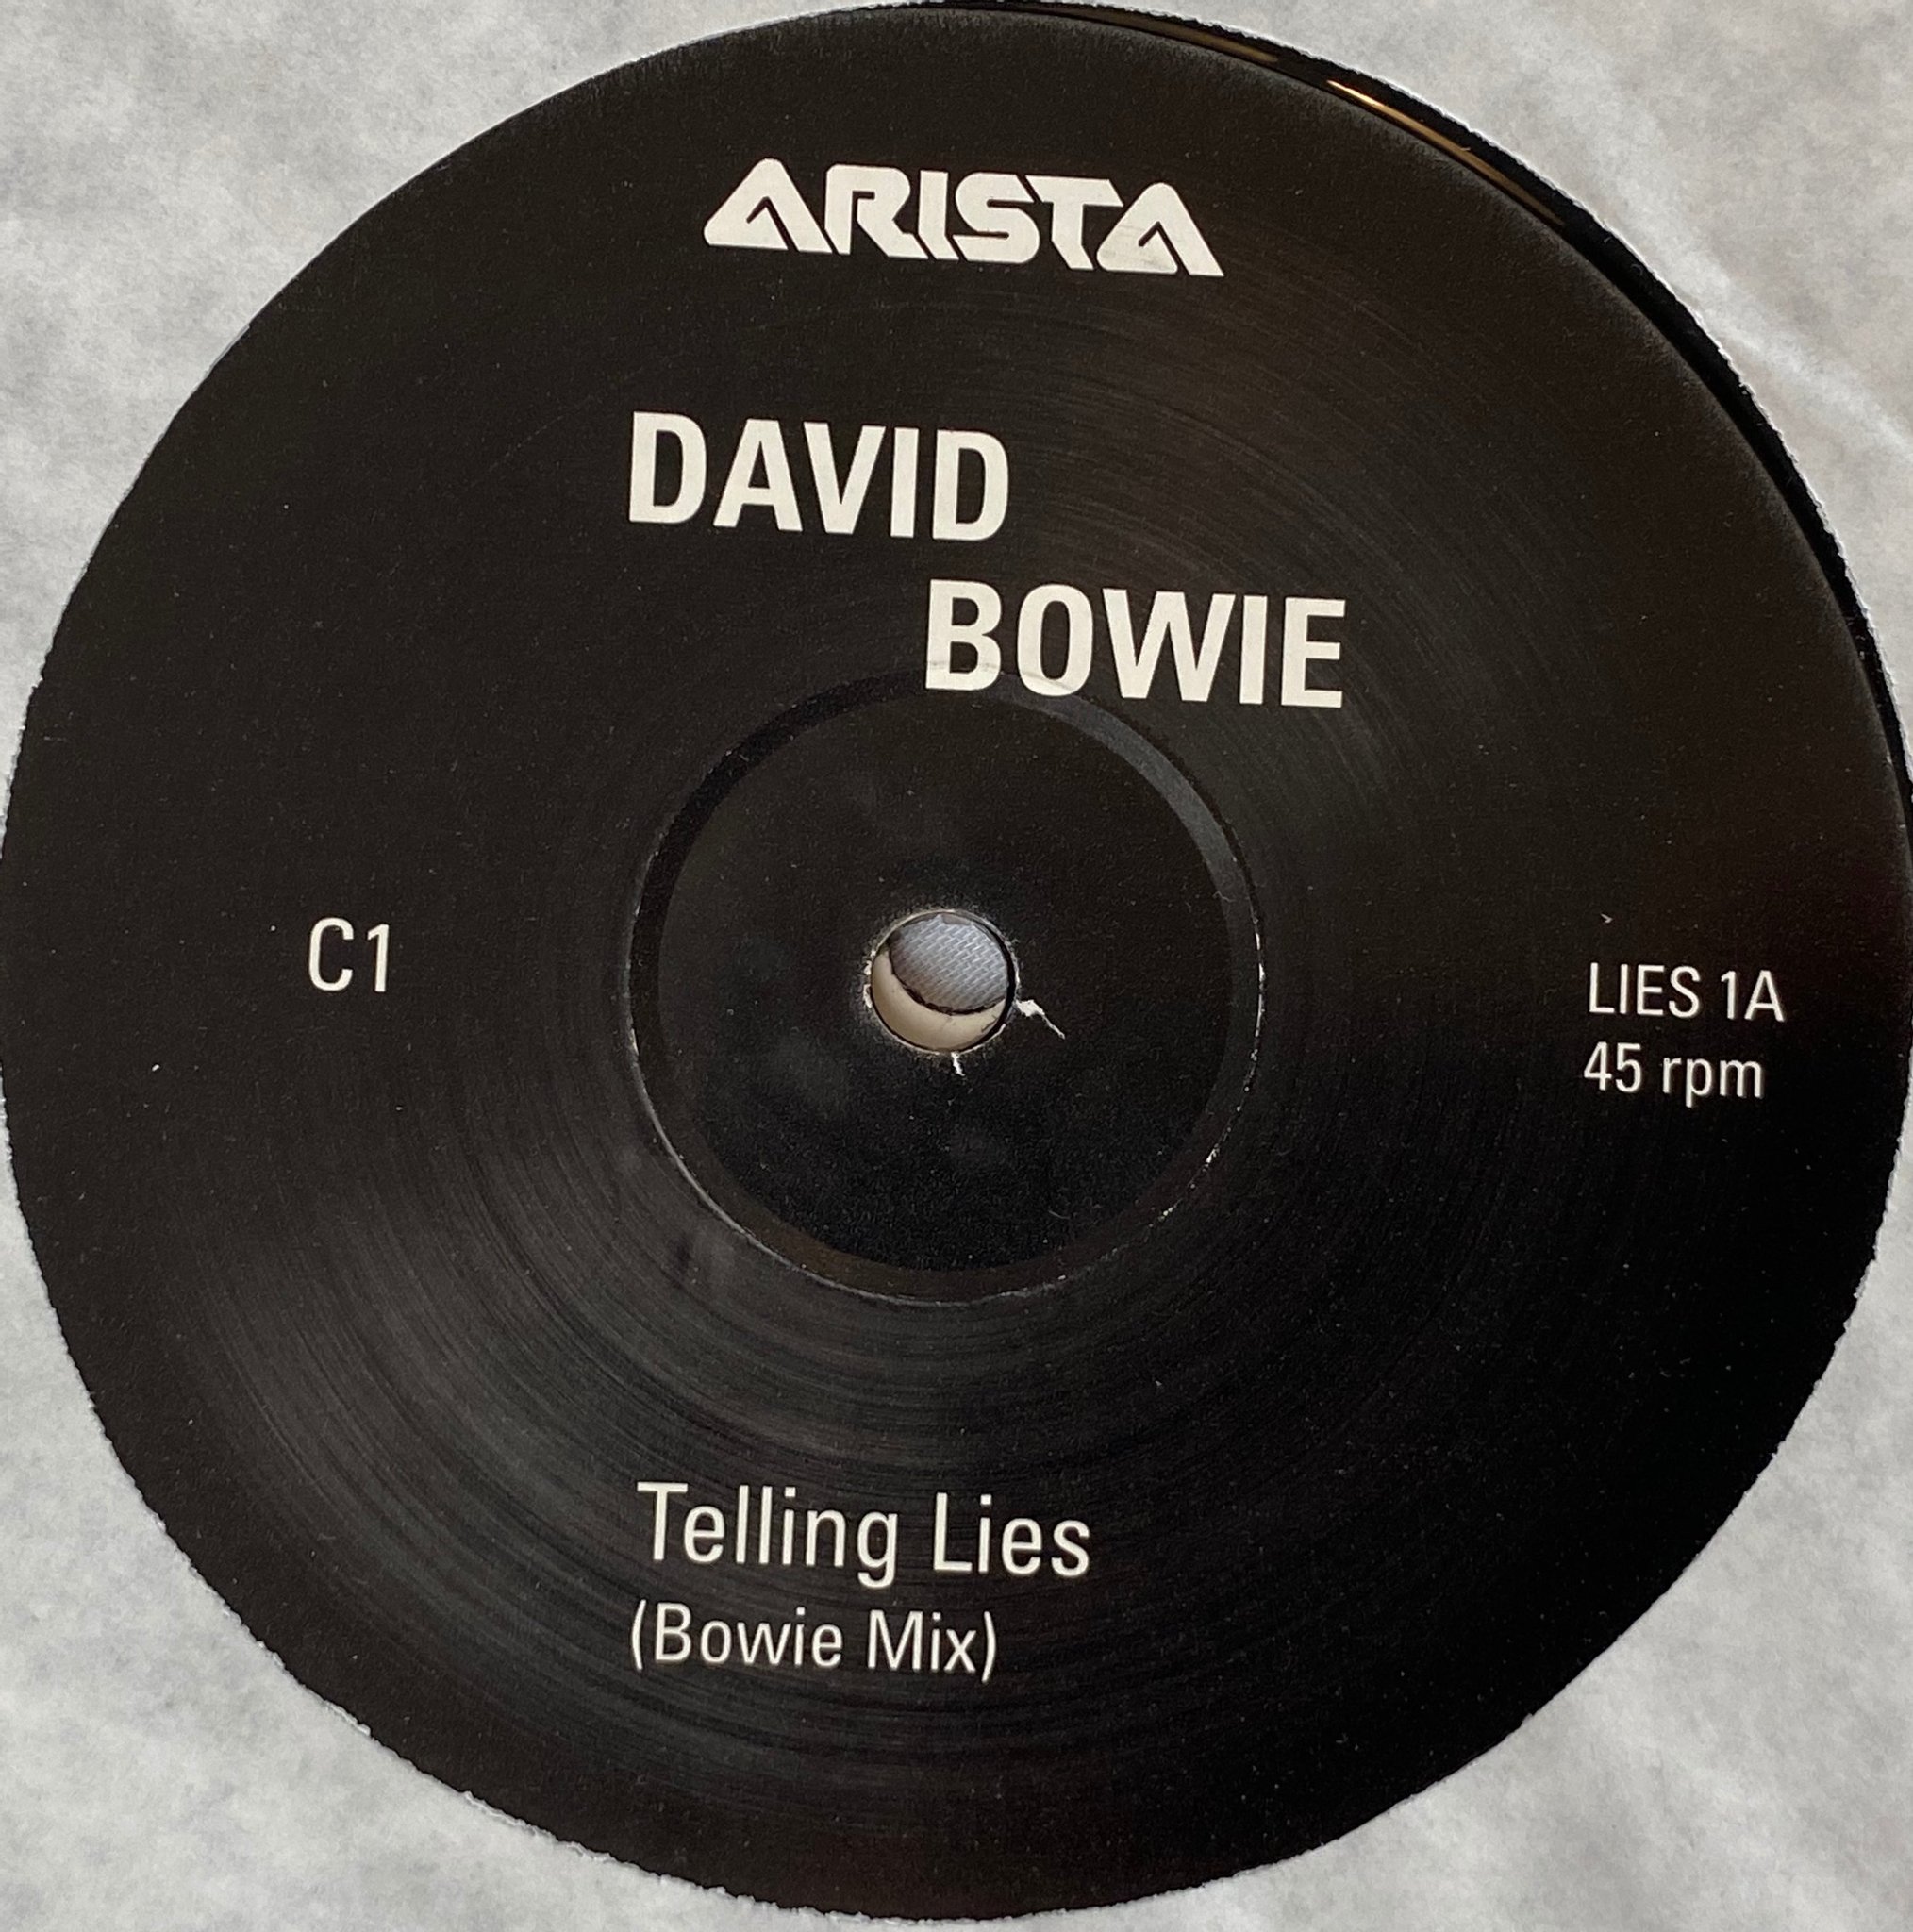 ARISTA
DAVID
BOWIE
C1
LIES 1A
45 rpm
Telling Lies
(Bowie Mix)